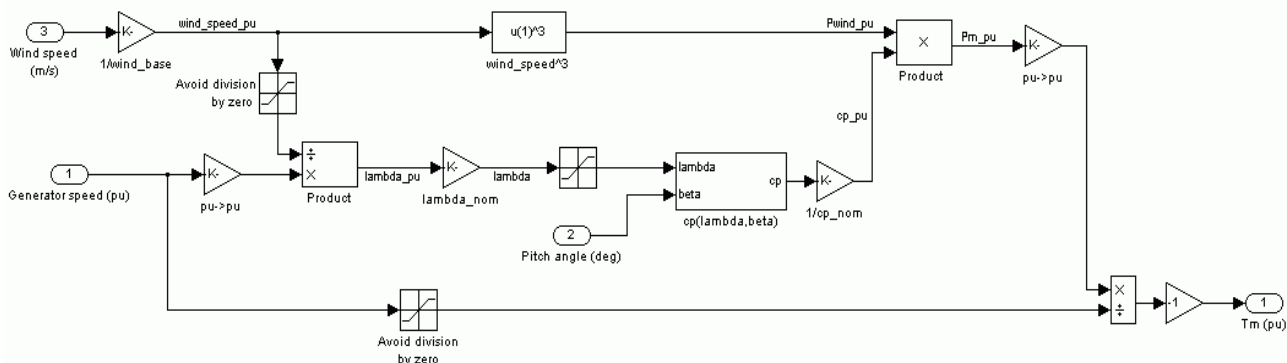 3
Wind speed
(m/s)
K-
1/wind_base
wind_speed_pu
u(1)^3
wind_speed^3
Pwind_pu
×
Product
Pm_pu
K-
pu->pu
Avoid division
by zero
cp_pu
1
Generator speed (pu)
K-
pu->pu
÷
×
Product
lambda_pu
K-
lambda_nom
lambda
lambda
beta
cp
cp(lambda,beta)
K-
1/cp_nom
2
Pitch angle (deg)
Avoid division
by zero
×
÷
-1
1
Tm (pu)